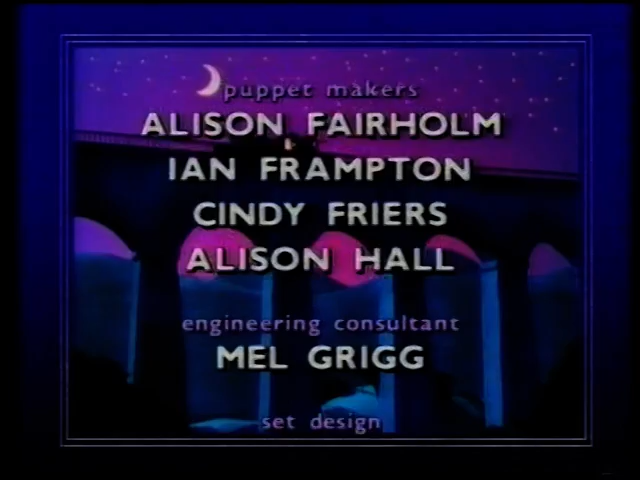 puppet makers
ALISON FAIRHOLM
IAN FRAMPTON
CINDY FRIERS
ALISON HALL
engineering consultant
MEL GRIGG
set design